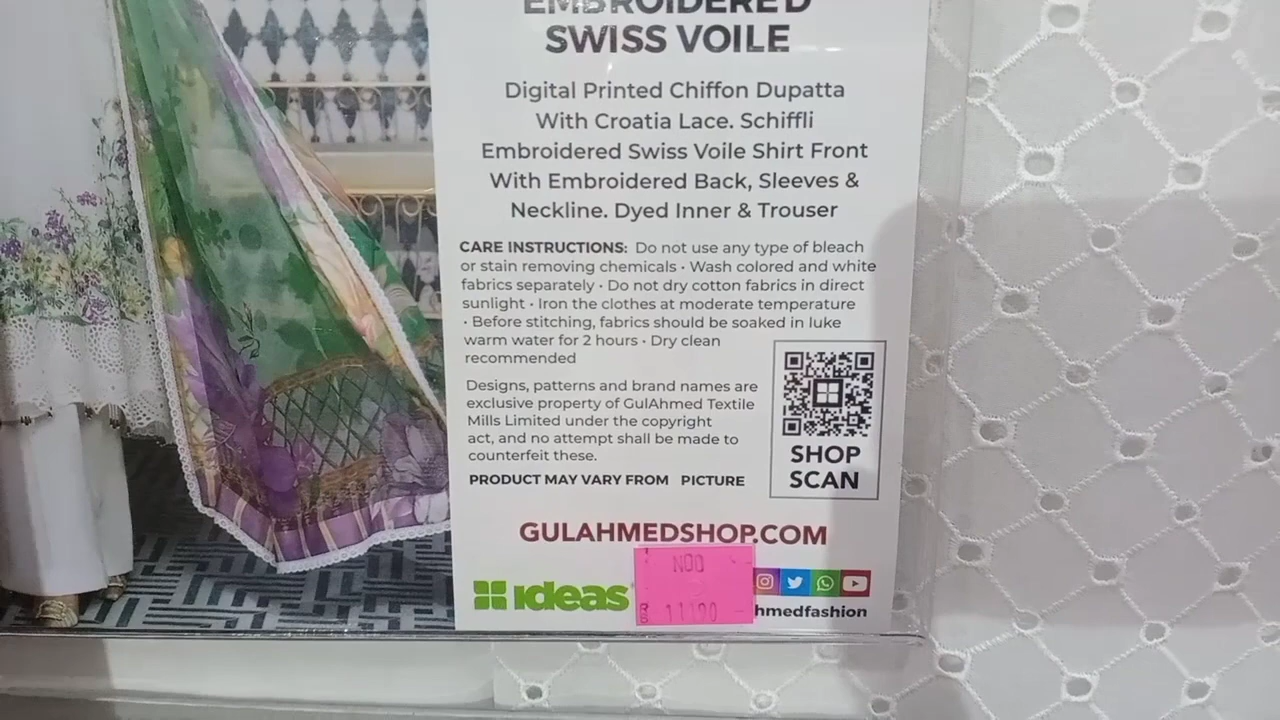 EMBROIDERED
SWISS VOILE
Digital Printed Chiffon Dupatta
With Croatia Lace. Schiffli
Embroidered Swiss Voile Shirt Front
With Embroidered Back, Sleeves &
Neckline. Dyed Inner & Trouser
CARE INSTRUCTIONS: Do not use any type of bleach
or stain removing chemicals • Wash colored and white
fabrics separately • Do not dry cotton fabrics in direct
sunlight • Iron the clothes at moderate temperature
• Before stitching, fabrics should be soaked in luke
warm water for 2 hours • Dry clean
recommended
Designs, patterns and brand names are
exclusive property of GulAhmed Textile
Mills Limited under the copyright
act, and no attempt shall be made to
counterfeit these.
PRODUCT MAY VARY FROM PICTURE
SHOP
SCAN
GULAHMEDSHOP.COM
ideas
N00
hmedfashion